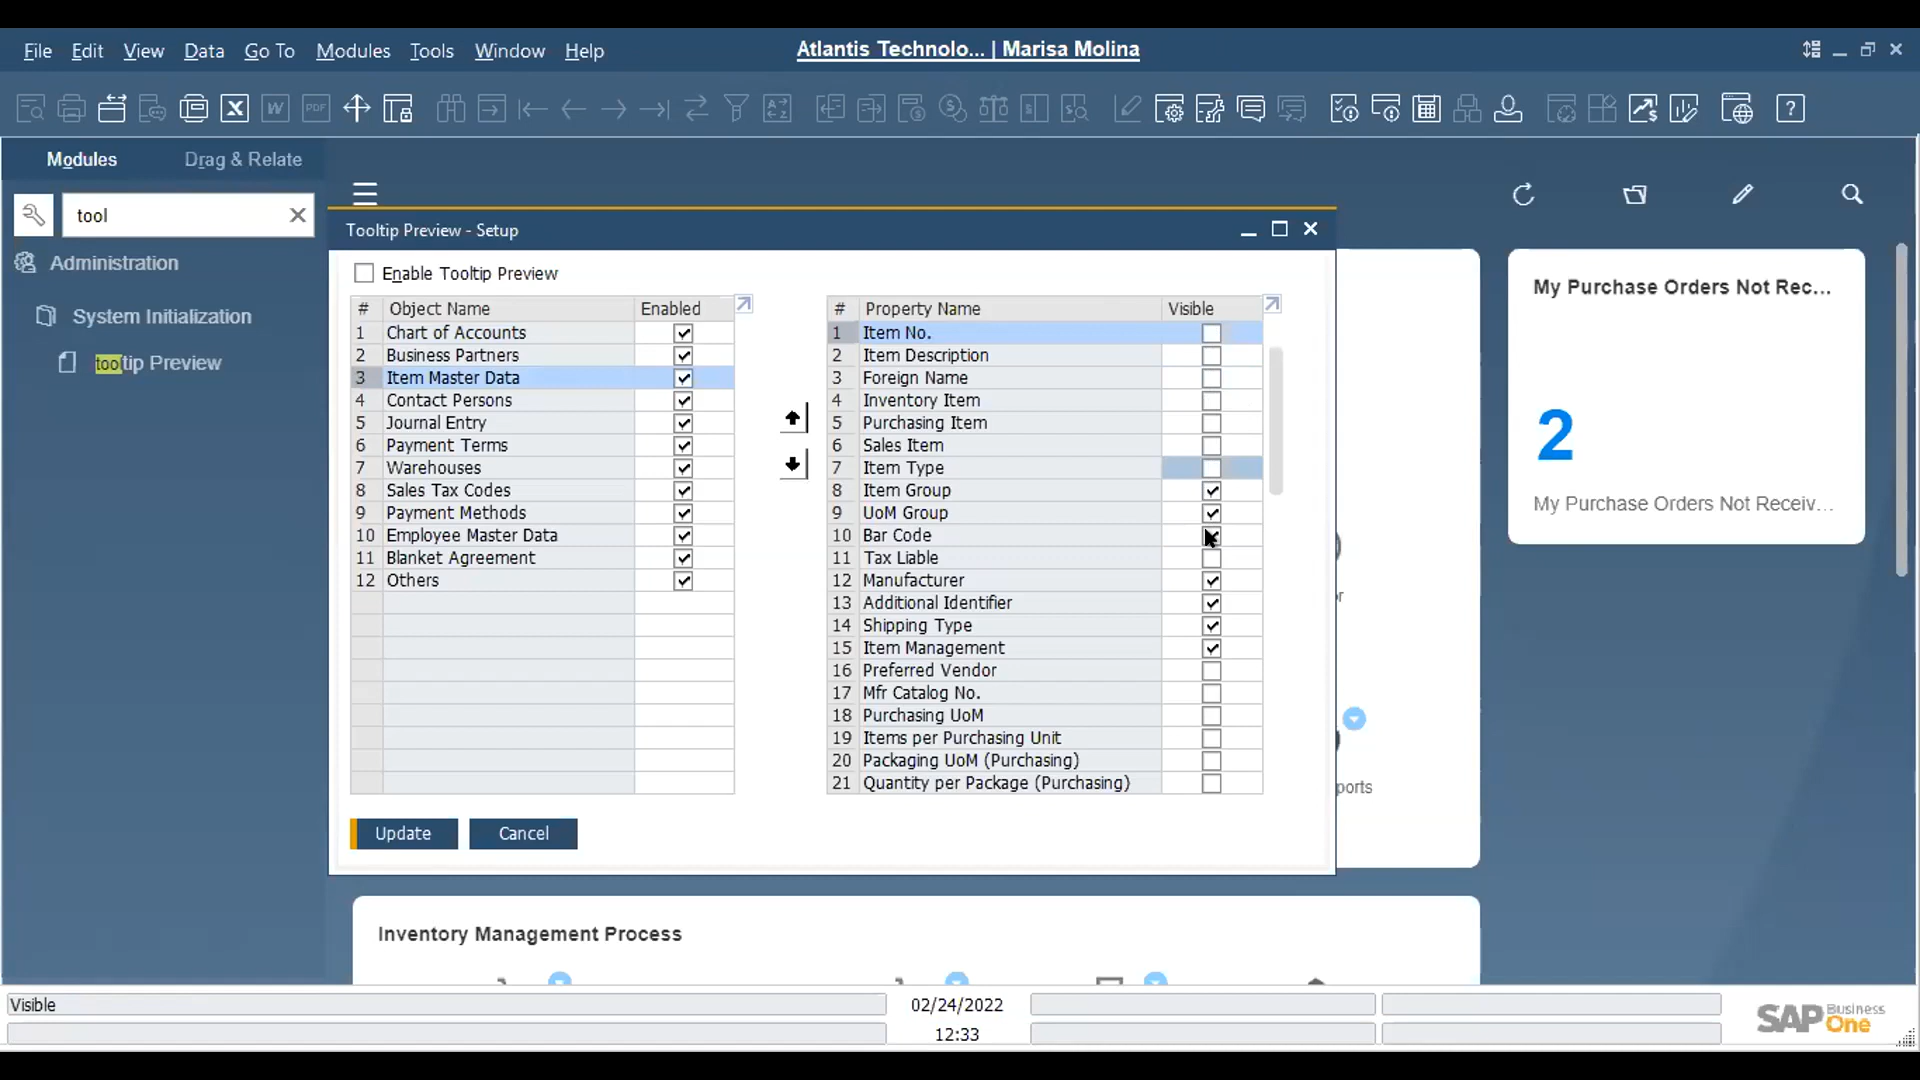 File Edit View Data Go To Modules Tools Window Help
Atlantis Technolo... | Marisa Molina
W PDF
Modules Drag & Relate
tool
Administration
System Initialization
tooltip Preview
Tooltip Preview - Setup
Enable Tooltip Preview
# Object Name Enabled
1 Chart of Accounts
2 Business Partners
3 Item Master Data
4 Contact Persons
5 Journal Entry
6 Payment Terms
7 Warehouses
8 Sales Tax Codes
9 Payment Methods
10 Employee Master Data
11 Blanket Agreement
12 Others
# Property Name Visible
1 Item No.
2 Item Description
3 Foreign Name
4 Inventory Item
5 Purchasing Item
6 Sales Item
7 Item Type
8 Item Group
9 UoM Group
10 Bar Code
11 Tax Liable
12 Manufacturer
13 Additional Identifier
14 Shipping Type
15 Item Management
16 Preferred Vendor
17 Mfr Catalog No.
18 Purchasing UoM
19 Items per Purchasing Unit
20 Packaging UoM (Purchasing)
21 Quantity per Package (Purchasing)
Update Cancel
My Purchase Orders Not Rec...
2
My Purchase Orders Not Receiv...
Inventory Management Process
Visible
02/24/2022
12:33
SAP Business One